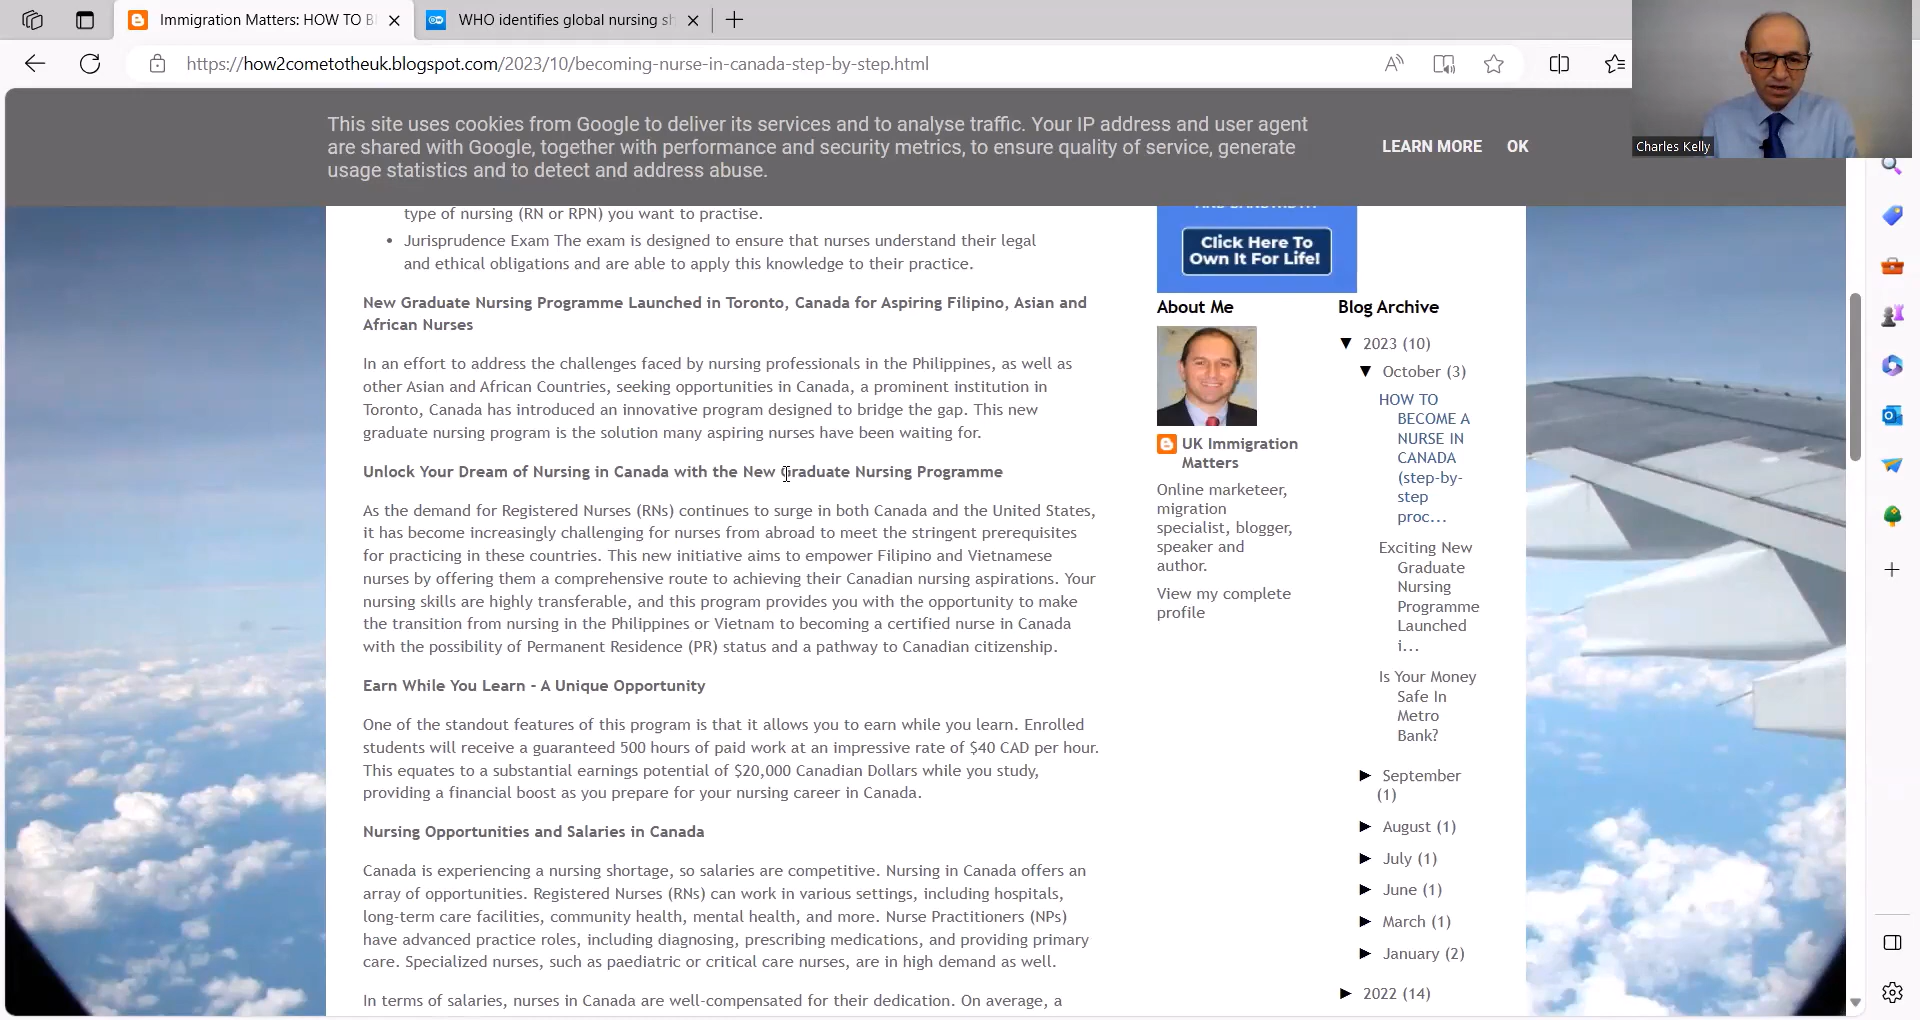 Immigration Matters: HOW TO B
WHO identifies global nursing sh
https://how2cometotheuk.blogspot.com/2023/10/becoming-nurse-in-canada-step-by-step.html
Charles Kelly
This site uses cookies from Google to deliver its services and to analyse traffic. Your IP address and user agent
are shared with Google, together with performance and security metrics, to ensure quality of service, generate
usage statistics and to detect and address abuse.
LEARN MORE
OK
type of nursing (RN or RPN) you want to practise.
• Jurisprudence Exam The exam is designed to ensure that nurses understand their legal
and ethical obligations and are able to apply this knowledge to their practice.
New Graduate Nursing Programme Launched in Toronto, Canada for Aspiring Filipino, Asian and
African Nurses
In an effort to address the challenges faced by nursing professionals in the Philippines, as well as
other Asian and African Countries, seeking opportunities in Canada, a prominent institution in
Toronto, Canada has introduced an innovative program designed to bridge the gap. This new
graduate nursing program is the solution many aspiring nurses have been waiting for.
Unlock Your Dream of Nursing in Canada with the New Graduate Nursing Programme
As the demand for Registered Nurses (RNs) continues to surge in both Canada and the United States,
it has become increasingly challenging for nurses from abroad to meet the stringent prerequisites
for practicing in these countries. This new initiative aims to empower Filipino and Vietnamese
nurses by offering them a comprehensive route to achieving their Canadian nursing aspirations. Your
nursing skills are highly transferable, and this program provides you with the opportunity to make
the transition from nursing in the Philippines or Vietnam to becoming a certified nurse in Canada
with the possibility of Permanent Residence (PR) status and a pathway to Canadian citizenship.
Earn While You Learn - A Unique Opportunity
One of the standout features of this program is that it allows you to earn while you learn. Enrolled
students will receive a guaranteed 500 hours of paid work at an impressive rate of $40 CAD per hour.
This equates to a substantial earnings potential of $20,000 Canadian Dollars while you study,
providing a financial boost as you prepare for your nursing career in Canada.
Nursing Opportunities and Salaries in Canada
Canada is experiencing a nursing shortage, so salaries are competitive. Nursing in Canada offers an
array of opportunities. Registered Nurses (RNs) can work in various settings, including hospitals,
long-term care facilities, community health, mental health, and more. Nurse Practitioners (NPs)
have advanced practice roles, including diagnosing, prescribing medications, and providing primary
care. Specialized nurses, such as paediatric or critical care nurses, are in high demand as well.
In terms of salaries, nurses in Canada are well-compensated for their dedication. On average, a
Click Here To
Own It For Life!
About Me
UK Immigration
Matters
Online marketeer,
migration
specialist, blogger,
speaker and
author.
View my complete
profile
Blog Archive
▼ 2023 (10)
▼ October (3)
HOW TO
BECOME A
NURSE IN
CANADA
(step-by-
step
proc...
Exciting New
Graduate
Nursing
Programme
Launched
i...
Is Your Money
Safe In
Metro
Bank?
► September
(1)
► August (1)
► July (1)
► June (1)
► March (1)
► January (2)
► 2022 (14)